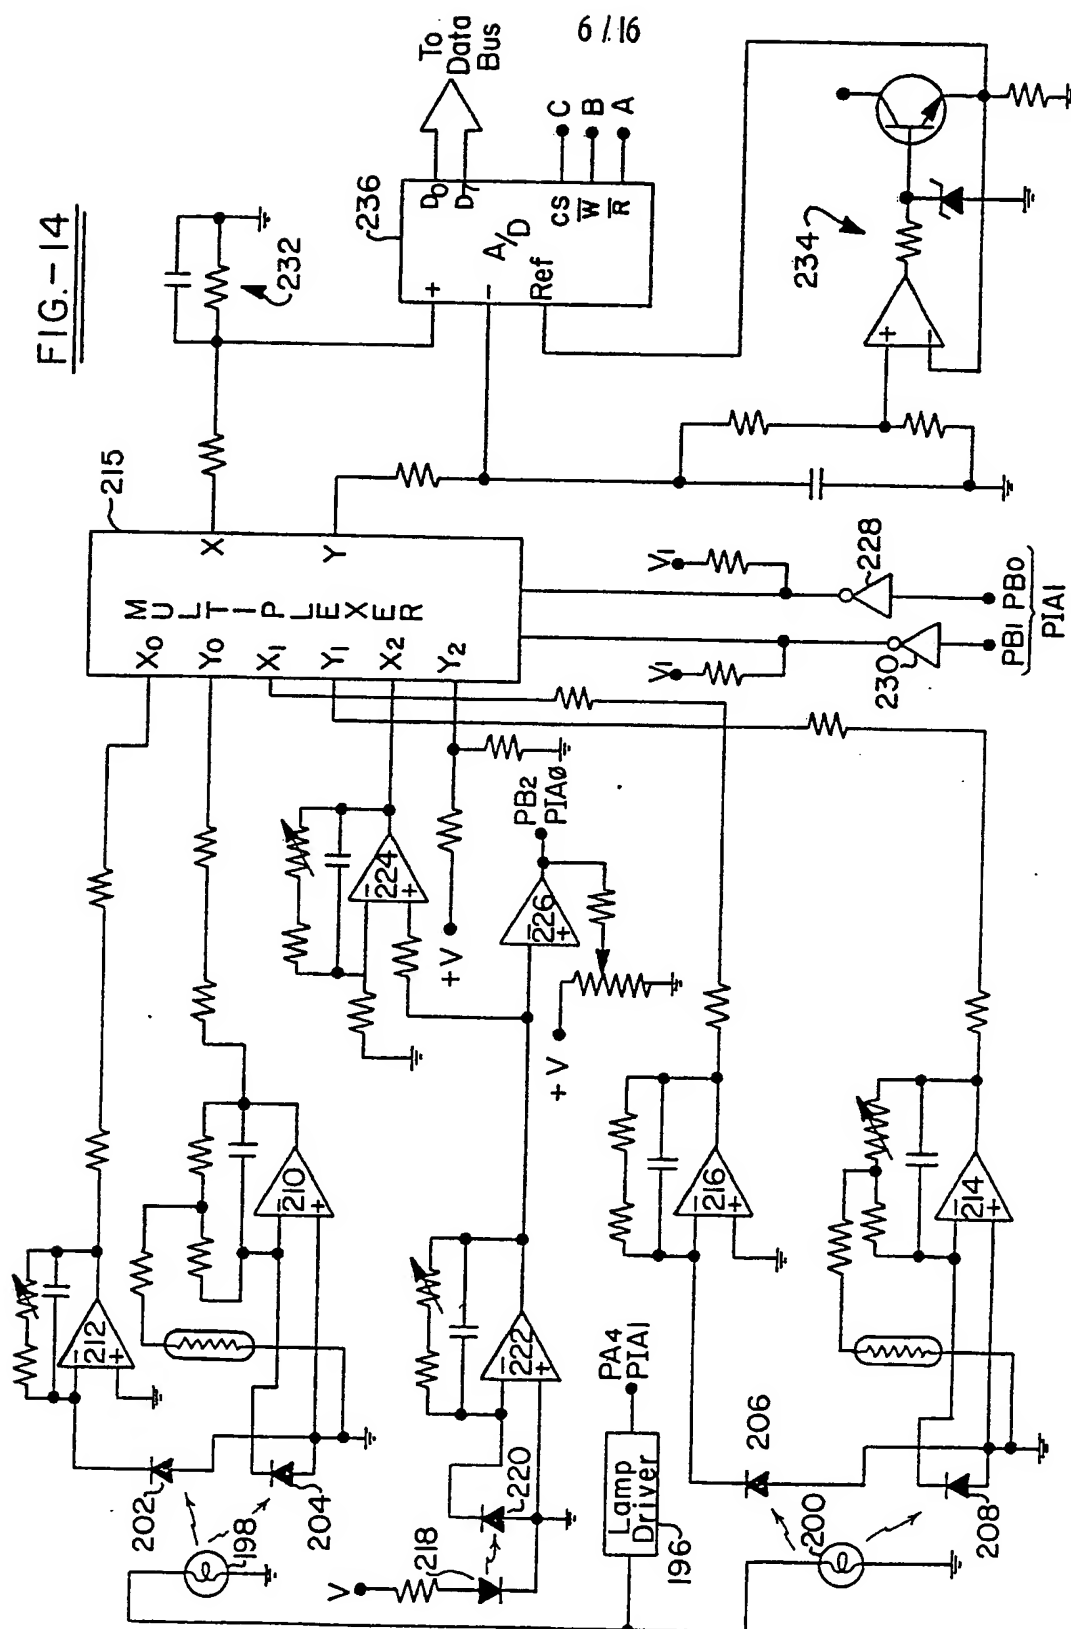 6/16
FIG.-14
To
Data
Bus
236
D0
D7
A/D
+
-
Ref
CS
W
R
C
B
A
232
234
+
-
215
MULTIPLEXER
X
Y
X0
Y0
X1
Y1
X2
Y2
V1
V1
228
230
PB1 PB0
PIA1
- 224 +
+V
PB2
PIAØ
- 226 +
+V
- 212 +
- 210 +
- 222 +
- 216 +
- 214 +
202
198
204
V
218
220
PA4
PIA1
Lamp
Driver
196
206
200
208